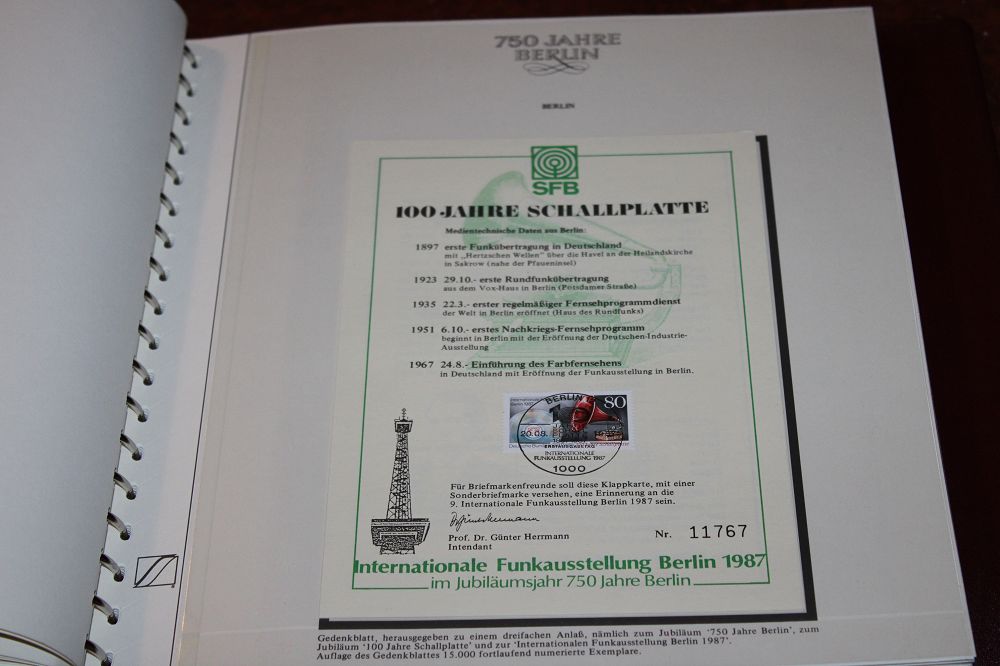 750 JAHRE
BERLIN
BERLIN
SFB
100 JAHRE SCHALLPLATTE
Medientechnische Daten aus Berlin:
1897 erste Funkübertragung in Deutschland
mit „Hertzschen Wellen" über die Havel an der Heilandskirche
in Sakrow (nahe der Pfaueninsel)
1923 29.10.- erste Rundfunkübertragung
aus dem Vox-Haus in Berlin (Potsdamer Straße)
1935 22.3.- erster regelmäßiger Fernsehprogrammdienst
der Welt in Berlin eröffnet (Haus des Rundfunks)
1951 6.10.- erstes Nachkriegs-Fernsehprogramm
beginnt in Berlin mit der Eröffnung der Deutschen-Industrie-
Ausstellung
1967 24.8.- Einführung des Farbfernsehens
in Deutschland mit Eröffnung der Funkausstellung in Berlin.
Internationale
Berlin 1987
80
BERLIN
20.08.
ERSTAUSGABETAG
INTERNATIONALE
FUNKAUSSTELLUNG 1987
1000
Für Briefmarkenfreunde soll diese Klappkarte, mit einer
Sonderbriefmarke versehen, eine Erinnerung an die
9. Internationale Funkausstellung Berlin 1987 sein.
Prof. Dr. Günter Herrmann
Intendant
Nr. 11767
Internationale Funkausstellung Berlin 1987
im Jubiläumsjahr 750 Jahre Berlin
Gedenkblatt, herausgegeben zu einem dreifachen Anlaß, nämlich zum Jubiläum '750 Jahre Berlin', zum
Jubiläum '100 Jahre Schallplatte' und zur 'Internationalen Funkausstellung Berlin 1987'.
Auflage des Gedenkblattes 15.000 fortlaufend numerierte Exemplare.